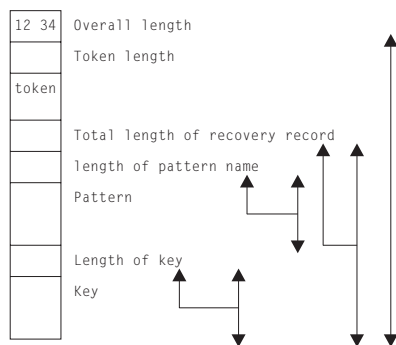 12 34 Overall length
Token length
token
Total length of recovery record
length of pattern name
Pattern
Length of key
Key